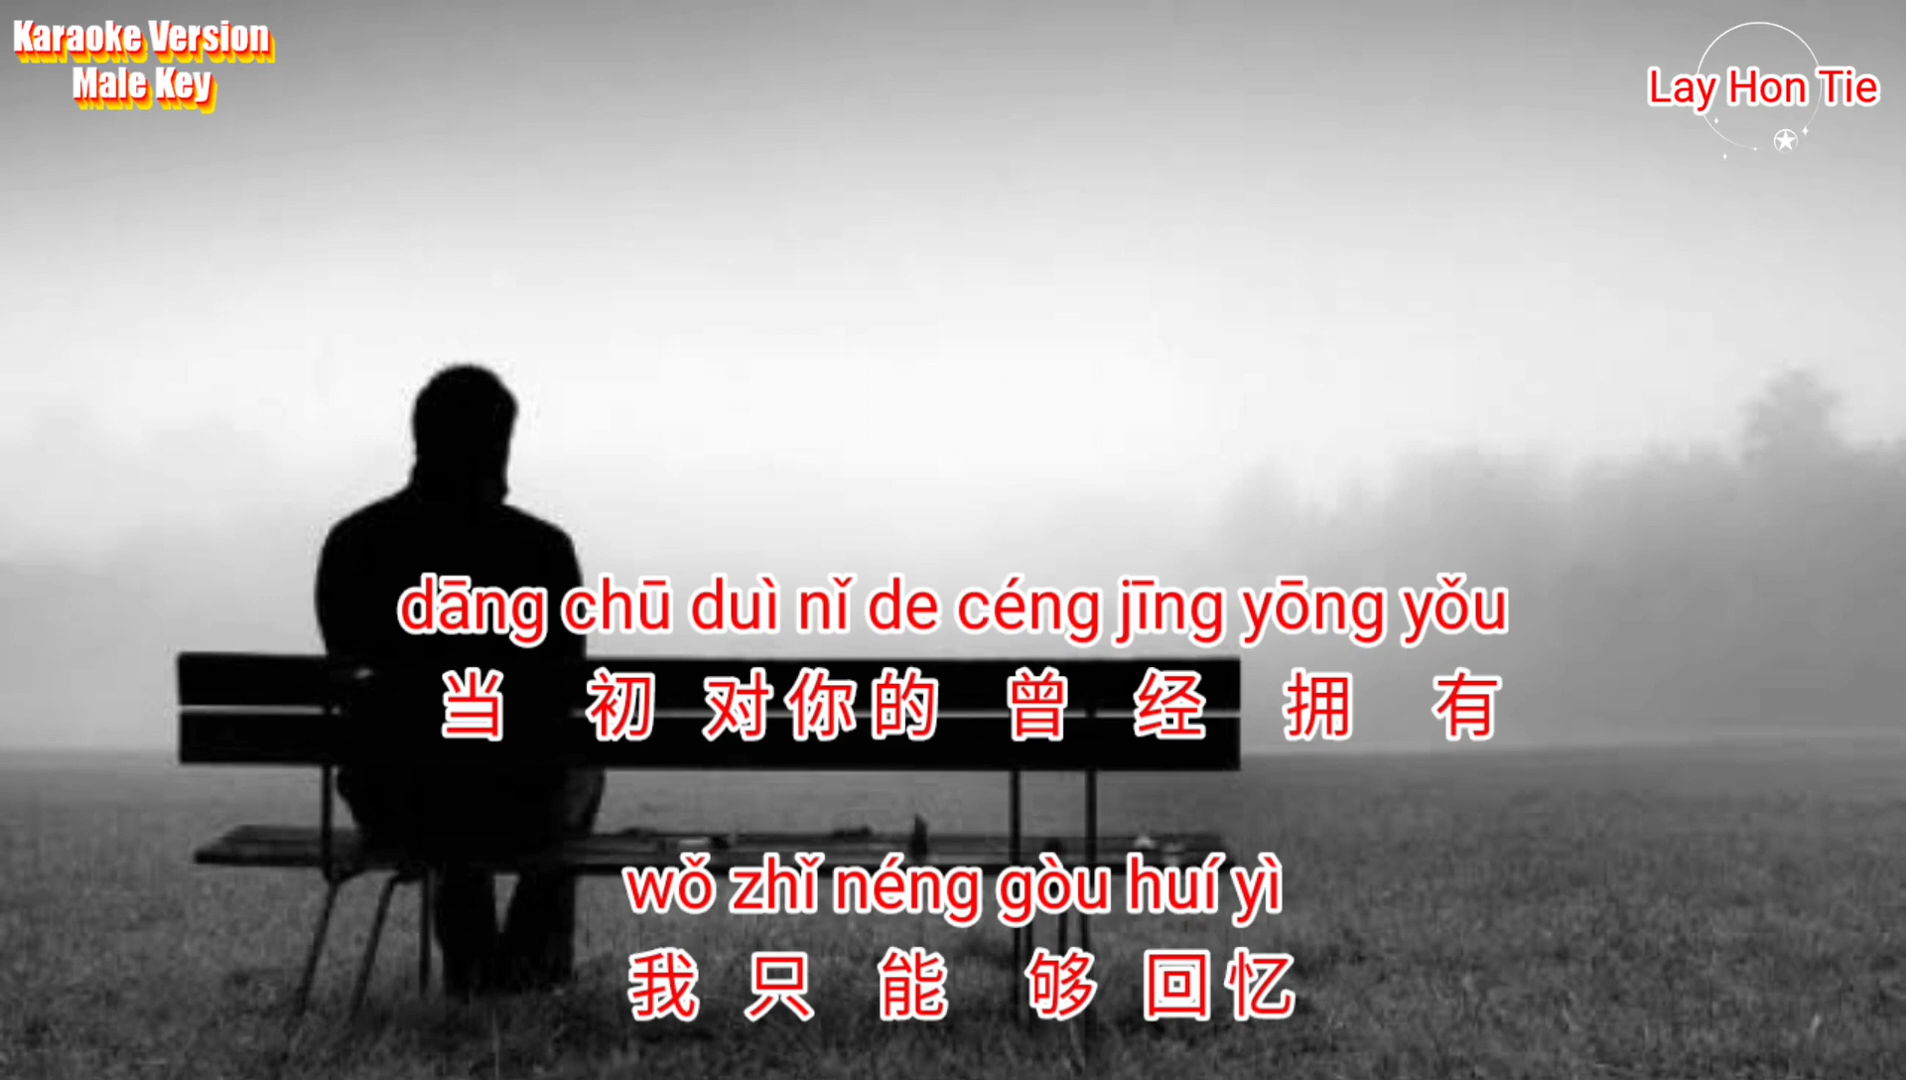 Karaoke Version
Male Key
Lay Hon Tie
dāng chū duì nǐ de céng jīng yōng yǒu
当 初 对 你 的 曾 经 拥 有
wǒ zhǐ néng gòu huí yì
我 只 能 够 回 忆